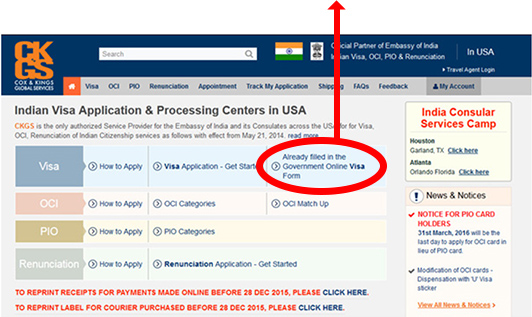 CKGS
COX & KINGS
GLOBAL SERVICES
Search
Official Partner of Embassy of India
Indian Visa, OCI, PIO & Renunciation
In USA
Travel Agent Login
Visa OCI PIO Renunciation Appointment Track My Application Shipping FAQs Feedback My Account
Indian Visa Application & Processing Centers in USA
CKGS is the only authorized Service Provider for the Embassy of India and its Consulates across the USA for for Visa,
OCI, Renunciation of Indian Citizenship services as follows with effect from May 21, 2014. read more..
Visa
How to Apply
Visa Application - Get Started
Already filled in the
Government Online Visa
Form
OCI
How to Apply
OCI Categories
OCI Match Up
PIO
How to Apply
PIO Categories
Renunciation
How to Apply
Renunciation Application - Get Started
TO REPRINT RECEIPTS FOR PAYMENTS MADE ONLINE BEFORE 28 DEC 2015, PLEASE CLICK HERE.
TO REPRINT LABEL FOR COURIER PURCHASED BEFORE 28 DEC 2015, PLEASE CLICK HERE.
India Consular
Services Camp
Houston
Garland, TX Click here
Atlanta
Orlando Florida Click here
News & Notices
NOTICE FOR PIO CARD
HOLDERS
31st March, 2016 will be the
last day to apply for OCI card in
lieu of PIO card.
Modification of OCI cards -
Dispensation with 'U' Visa
sticker
View All News & Notices